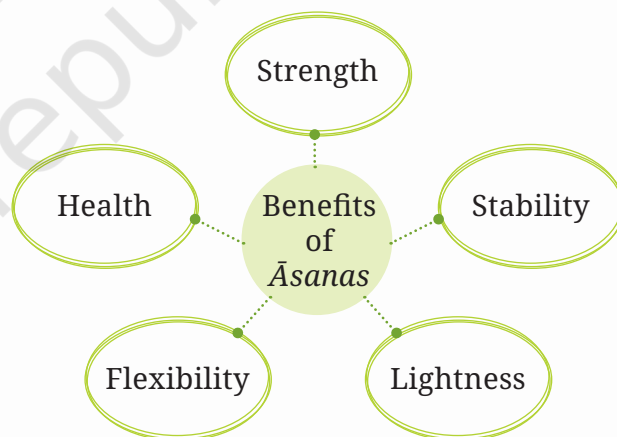 Strength
Health
Benefits
of
Āsanas
Stability
Flexibility
Lightness